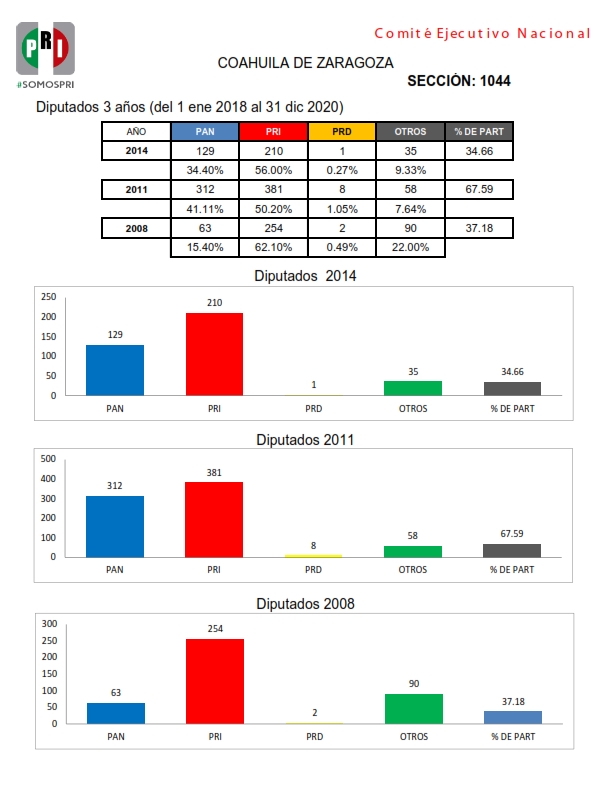 Comité Ejecutivo Nacional
PRI
#SOMOSPRI
COAHUILA DE ZARAGOZA
SECCIÓN: 1044
Diputados 3 años (del 1 ene 2018 al 31 dic 2020)
AÑO PAN PRI PRD OTROS % DE PART
2014 129 210 1 35 34.66
34.40% 56.00% 0.27% 9.33%
2011 312 381 8 58 67.59
41.11% 50.20% 1.05% 7.64%
2008 63 254 2 90 37.18
15.40% 62.10% 0.49% 22.00%
Diputados 2014
250
200
150
100
50
0
129 210 1 35 34.66
PAN PRI PRD OTROS % DE PART
Diputados 2011
500
400
300
200
100
0
312 381 8 58 67.59
PAN PRI PRD OTROS % DE PART
Diputados 2008
300
250
200
150
100
50
0
63 254 2 90 37.18
PAN PRI PRD OTROS % DE PART